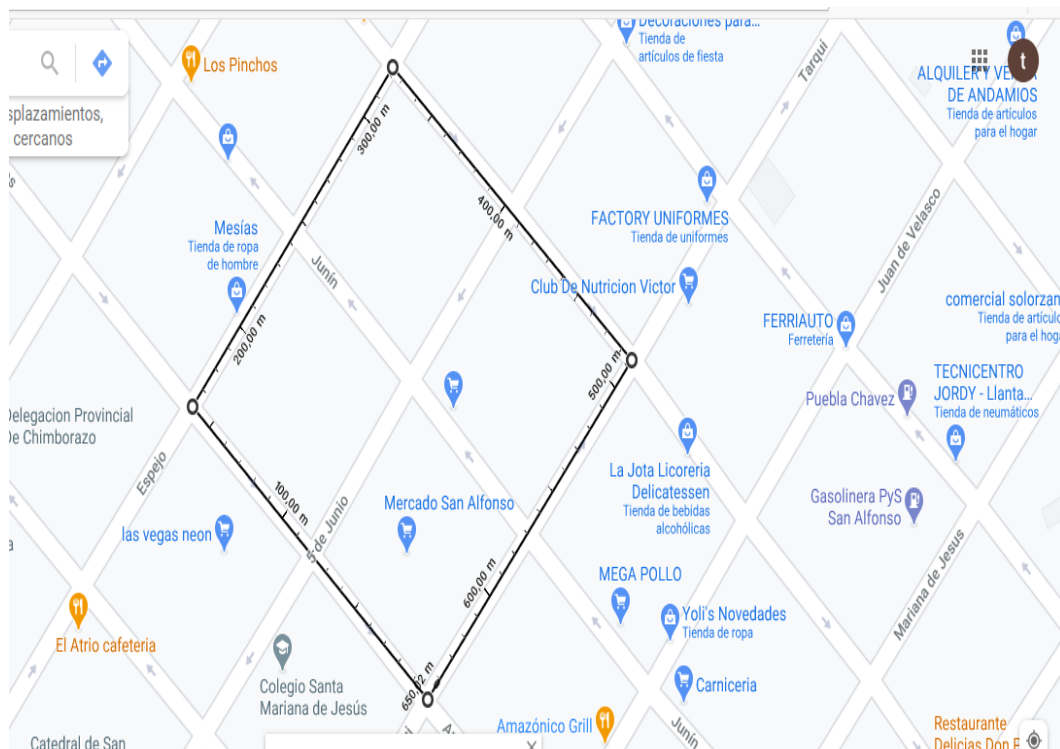 Decoraciones para...
Tienda de
artículos de fiesta
Los Pinchos
Tarqui
t
ALQUILER Y
DE ANDAMIOS
Tienda de artículos
para el hogar
splazamientos,
cercanos
300,00 m
400,00 m
Juan de Velasco
FACTORY UNIFORMES
Tienda de uniformes
Mesías
Tienda de ropa
de hombre
Junín
Club De Nutricion Victor
comercial solorzan
Tienda de artículo
para el hoga
FERRIAUTO
Ferretería
200,00 m
500,00 m
TECNICENTRO
JORDY - Llanta...
Tienda de neumáticos
Puebla Chavez
Delegacion Provincial
De Chimborazo
Espejo
La Jota Licoreria
Delicatessen
Tienda de bebidas
alcohólicas
100,00 m
5 de Junio
Mercado San Alfonso
Gasolinera PyS
San Alfonso
las vegas neon
600,00 m
MEGA POLLO
Mariana de Jesus
Yoli's Novedades
Tienda de ropa
El Atrio cafeteria
650,02 m
Colegio Santa
Mariana de Jesús
Carniceria
Amazónico Grill
Junín
Restaurante
Delicias Don
Catedral de San